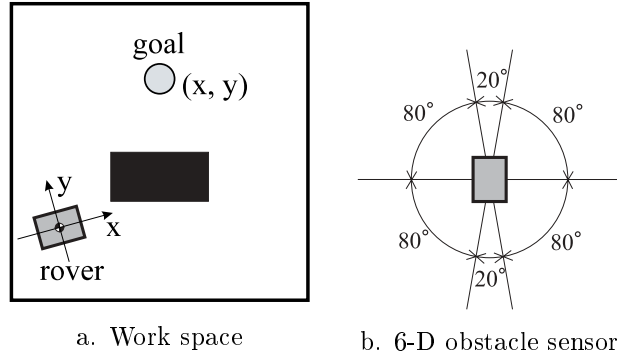 goal
(x, y)
y
x
rover
a. Work space
20°
80°
80°
80°
80°
20°
b. 6-D obstacle sensor